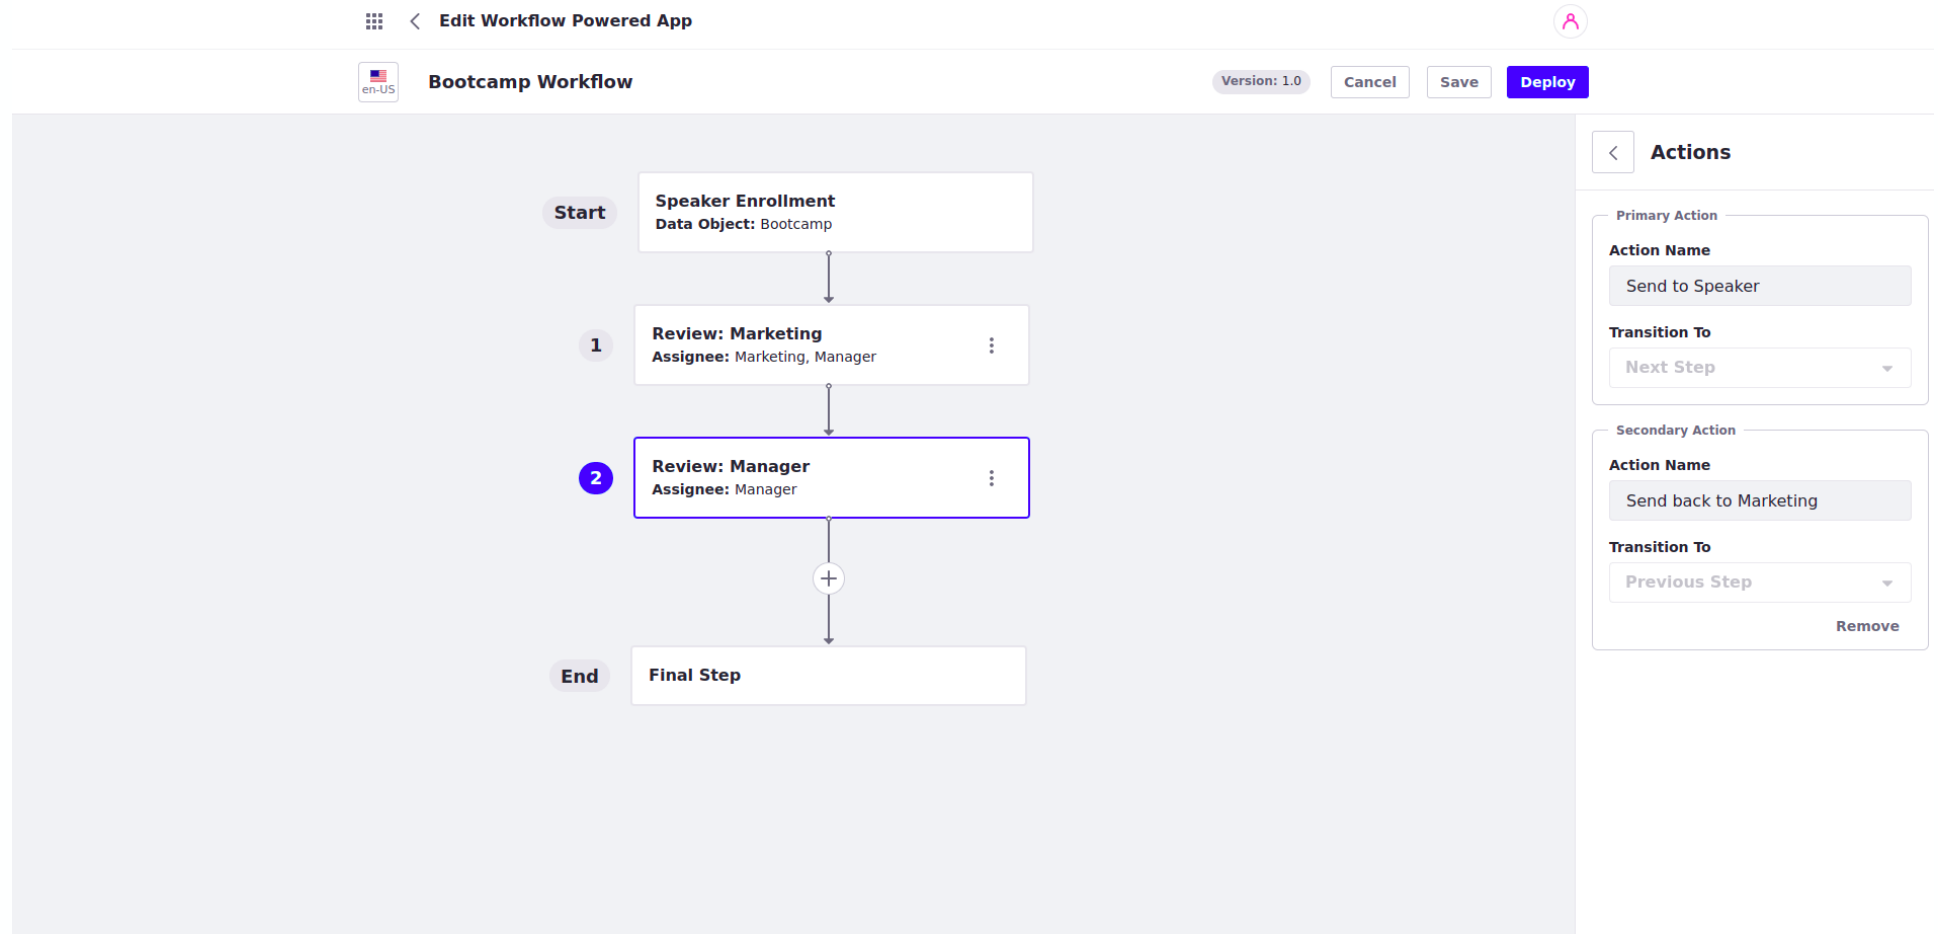 Edit Workflow Powered App
en-US
Bootcamp Workflow
Version: 1.0
Cancel
Save
Deploy
Start
Speaker Enrollment
Data Object: Bootcamp
1
Review: Marketing
Assignee: Marketing, Manager
2
Review: Manager
Assignee: Manager
End
Final Step
Actions
Primary Action
Action Name
Send to Speaker
Transition To
Next Step
Secondary Action
Action Name
Send back to Marketing
Transition To
Previous Step
Remove